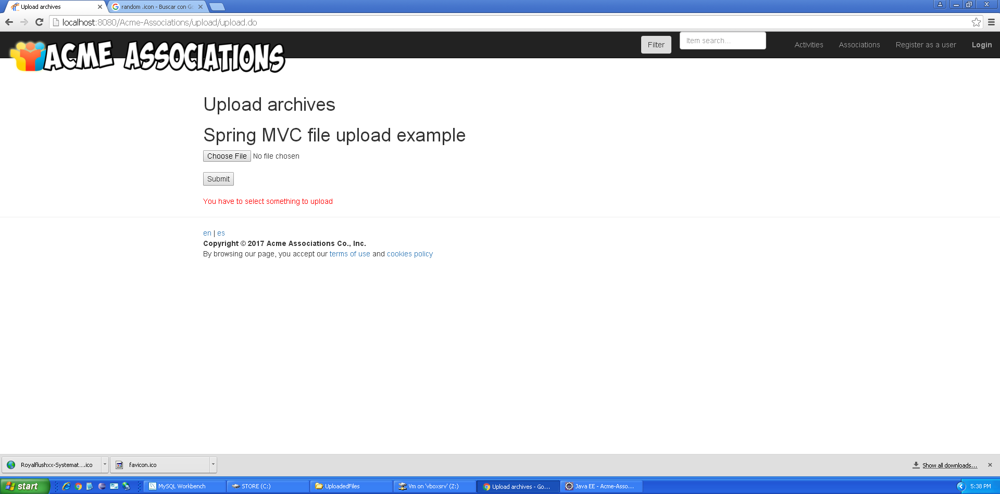 Upload archives
random .icon - Buscar con Go
localhost:8080/Acme-Associations/upload/upload.do
ACME ASSOCIATIONS
Filter
Item search...
Activities
Associations
Register as a user
Login
Upload archives
Spring MVC file upload example
Choose File No file chosen
Submit
You have to select something to upload
en | es
Copyright © 2017 Acme Associations Co., Inc.
By browsing our page, you accept our terms of use and cookies policy
Royalflushxx-Systemat....ico
favicon.ico
Show all downloads...
start
MySQL Workbench
STORE (C:)
UploadedFiles
Vm on 'vboxsrv' (Z:)
Upload archives - Go...
Java EE - Acme-Asso...
5:38 PM